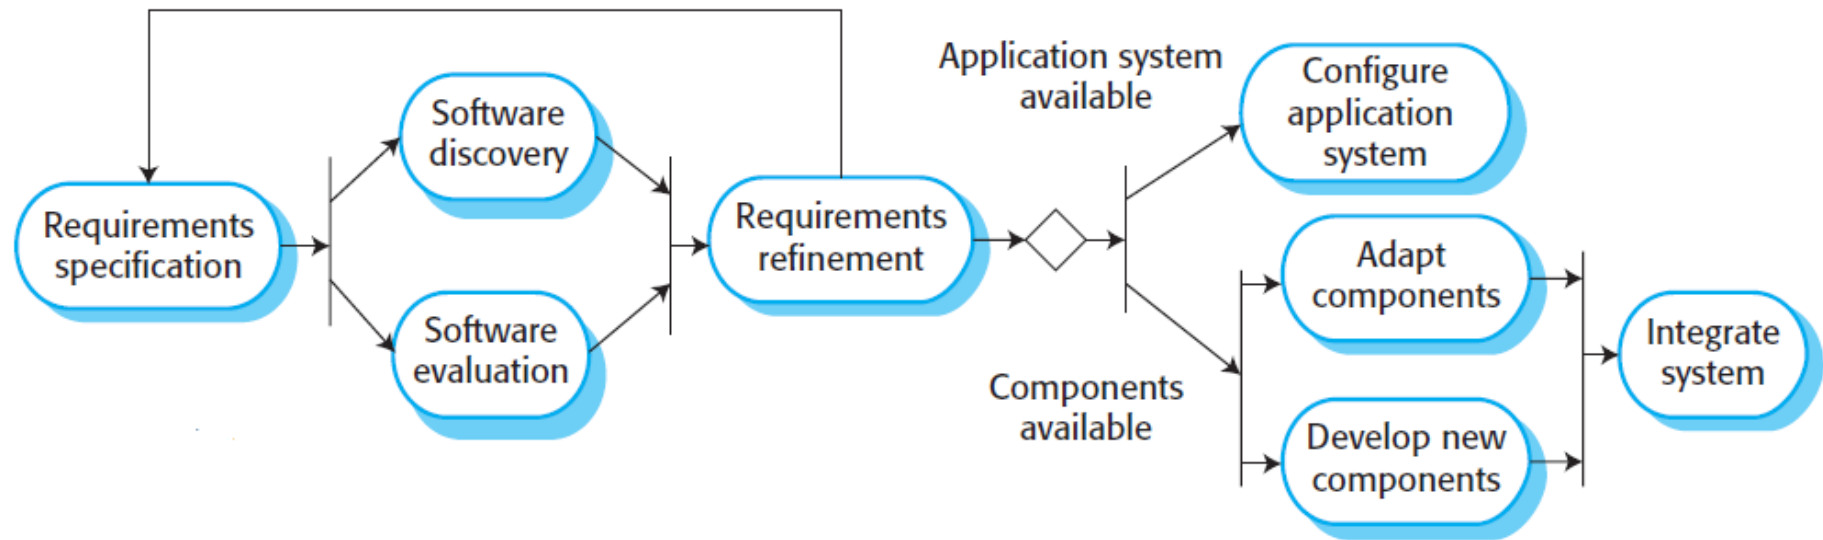 Requirements
specification
Software
discovery
Software
evaluation
Requirements
refinement
Application system
available
Components
available
Configure
application
system
Adapt
components
Develop new
components
Integrate
system